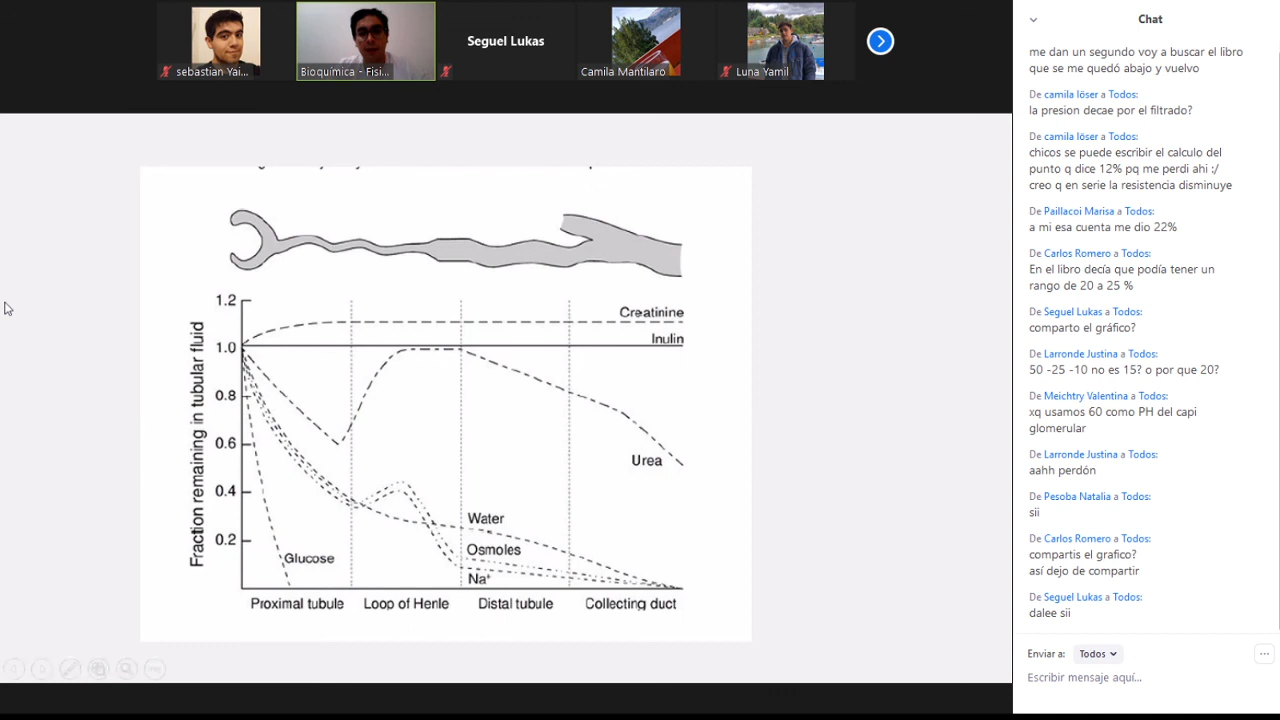 sebastian Yai...
Bioquímica - Fisi...
Seguel Lukas
Camila Mantilaro
Luna Yamil
1.2
1.0
0.8
0.6
0.4
0.2
Fraction remaining in tubular fluid
Creatinine
Inulin
Urea
Water
Osmoles
Na⁺
Glucose
Proximal tubule
Loop of Henle
Distal tubule
Collecting duct
Chat
me dan un segundo voy a buscar el libro
que se me quedó abajo y vuelvo
De camila löser a Todos:
la presion decae por el filtrado?
De camila löser a Todos:
chicos se puede escribir el calculo del
punto q dice 12% pq me perdi ahi :/
creo q en serie la resistencia disminuye
De Paillacoi Marisa a Todos:
a mi esa cuenta me dio 22%
De Carlos Romero a Todos:
En el libro decía que podía tener un
rango de 20 a 25 %
De Seguel Lukas a Todos:
comparto el gráfico?
De Larronde Justina a Todos:
50 -25 -10 no es 15? o por que 20?
De Meichtry Valentina a Todos:
xq usamos 60 como PH del capi
glomerular
De Larronde Justina a Todos:
aahh perdón
De Pesoba Natalia a Todos:
sii
De Carlos Romero a Todos:
compartis el grafico?
así dejo de compartir
De Seguel Lukas a Todos:
dalee sii
Enviar a: Todos
Escribir mensaje aquí...